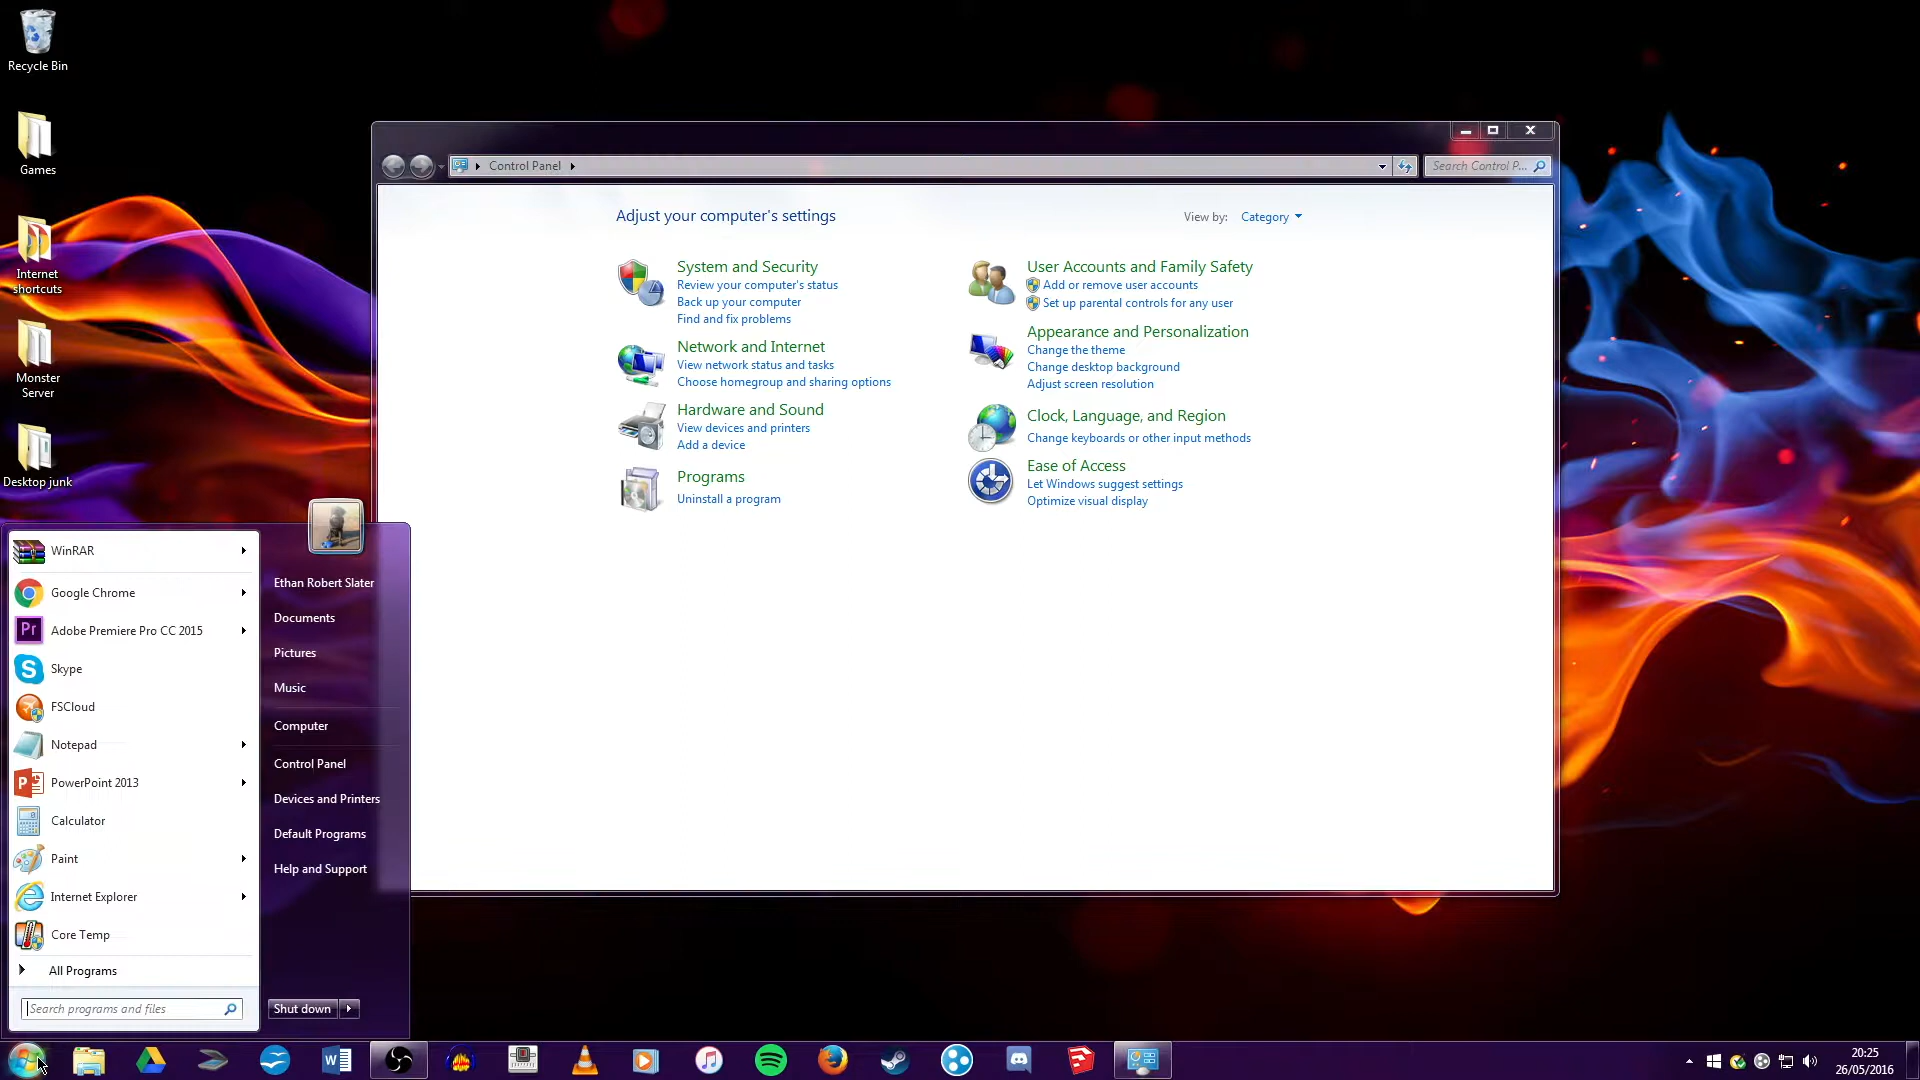 Recycle Bin
Games
Internet
shortcuts
Monster
Server
Desktop junk
Control Panel
Search Control P...
Adjust your computer's settings
View by:
Category
System and Security
Review your computer's status
Back up your computer
Find and fix problems
Network and Internet
View network status and tasks
Choose homegroup and sharing options
Hardware and Sound
View devices and printers
Add a device
Programs
Uninstall a program
User Accounts and Family Safety
Add or remove user accounts
Set up parental controls for any user
Appearance and Personalization
Change the theme
Change desktop background
Adjust screen resolution
Clock, Language, and Region
Change keyboards or other input methods
Ease of Access
Let Windows suggest settings
Optimize visual display
WinRAR
Google Chrome
Pr
Adobe Premiere Pro CC 2015
Skype
FSCloud
Notepad
PowerPoint 2013
Calculator
Paint
Internet Explorer
Core Temp
All Programs
Search programs and files
Ethan Robert Slater
Documents
Pictures
Music
Computer
Control Panel
Devices and Printers
Default Programs
Help and Support
Shut down
20:25
26/05/2016